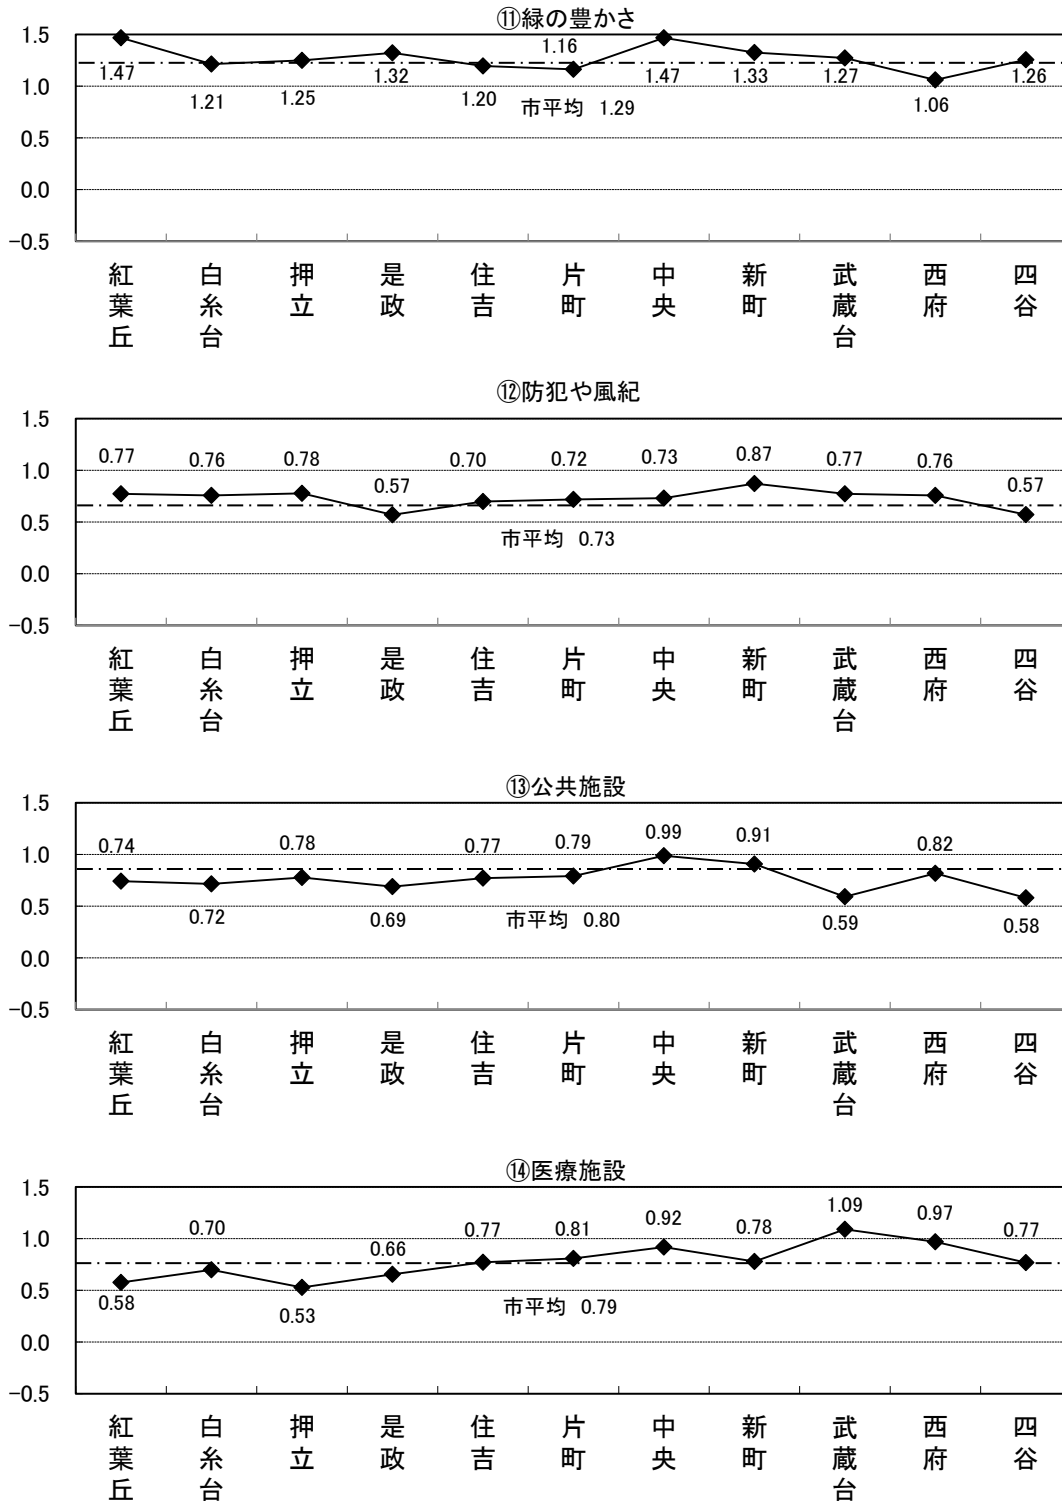 ⑪緑の豊かさ
1.5
1.0
0.5
0.0
-0.5
1.47
1.21
1.25
1.32
1.20
1.16
1.47
1.33
1.27
1.06
1.26
市平均 1.29
紅葉丘
白糸台
押立
是政
住吉
片町
中央
新町
武蔵台
西府
四谷
⑫防犯や風紀
1.5
1.0
0.5
0.0
-0.5
0.77
0.76
0.78
0.57
0.70
0.72
0.73
0.87
0.77
0.76
0.57
市平均 0.73
紅葉丘
白糸台
押立
是政
住吉
片町
中央
新町
武蔵台
西府
四谷
⑬公共施設
1.5
1.0
0.5
0.0
-0.5
0.74
0.72
0.78
0.69
0.77
0.79
0.99
0.91
0.59
0.82
0.58
市平均 0.80
紅葉丘
白糸台
押立
是政
住吉
片町
中央
新町
武蔵台
西府
四谷
⑭医療施設
1.5
1.0
0.5
0.0
-0.5
0.58
0.70
0.53
0.66
0.77
0.81
0.92
0.78
1.09
0.97
0.77
市平均 0.79
紅葉丘
白糸台
押立
是政
住吉
片町
中央
新町
武蔵台
西府
四谷